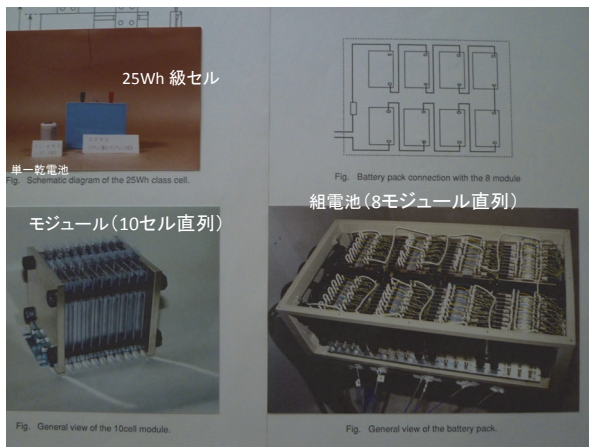 25Wh 級セル
単一乾電池
Fig. Schematic diagram of the 25Wh class cell.
Fig. Battery pack connection with the 8 module
モジュール(10セル直列)
組電池(8モジュール直列)
Fig. General view of the 10cell module.
Fig. General view of the battery pack.